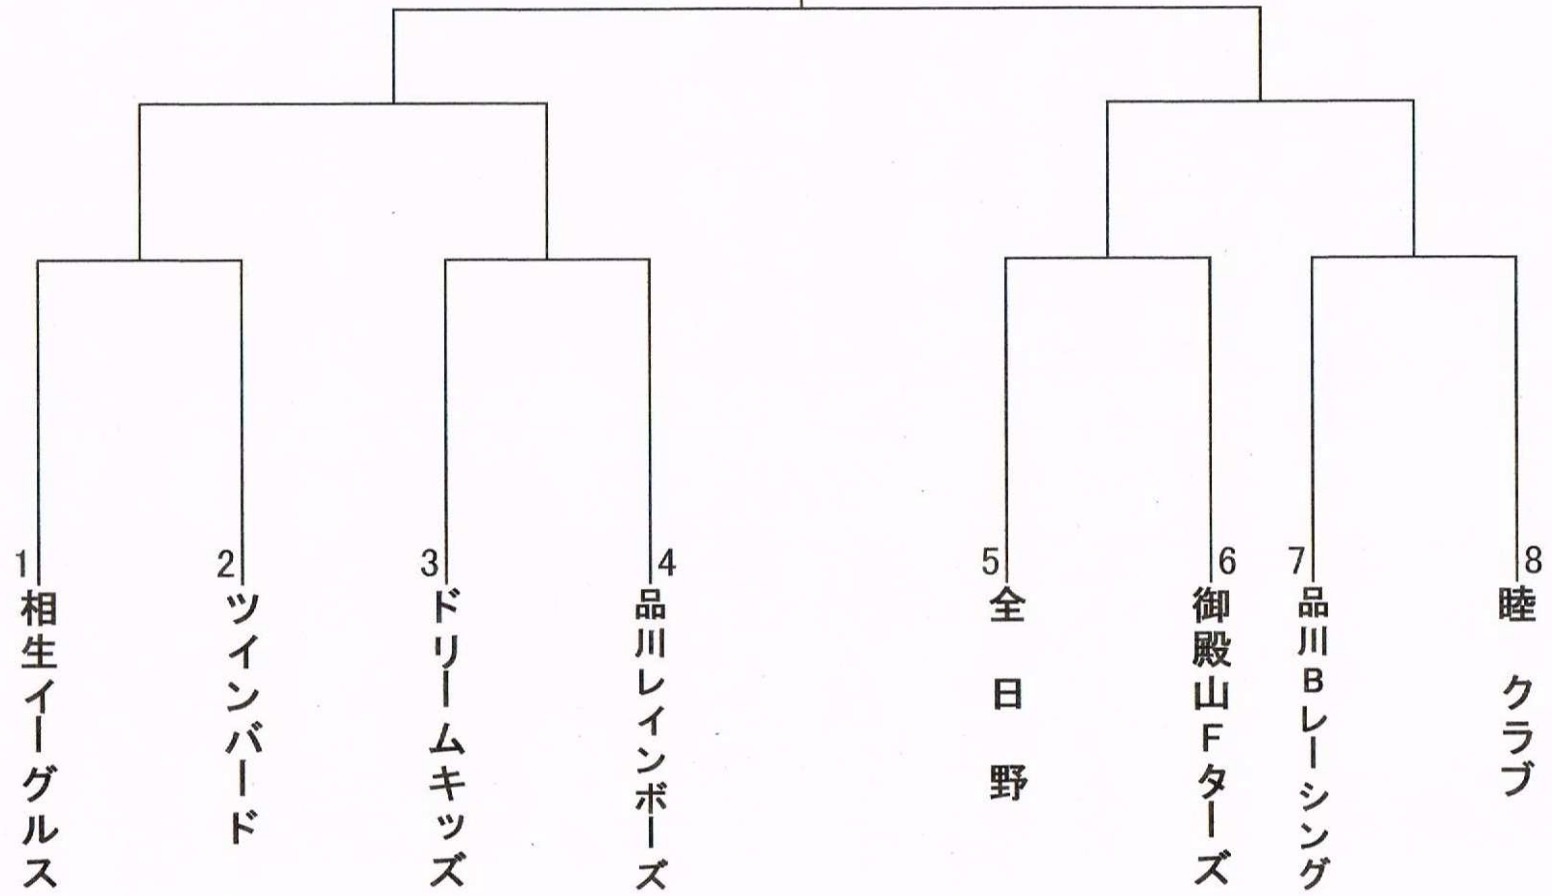 1
相生イーグルス
2
ツインバード
3
ドリームキッズ
4
品川レインボーズ
5
全日野
6
御殿山Fターズ
7
品川Bレーシング
8
睦クラブ